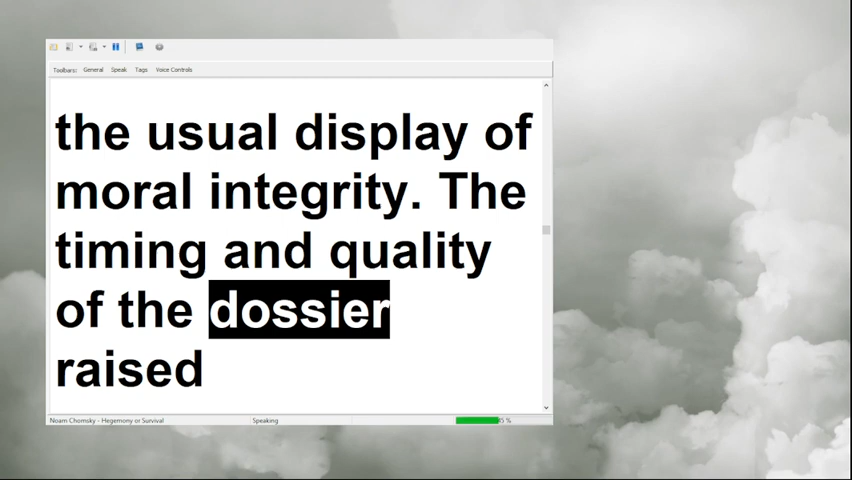 Toolbars: General Speak Tags Voice Controls
the usual display of
moral integrity. The
timing and quality
of the dossier
raised
Noam Chomsky - Hegemony or Survival Speaking